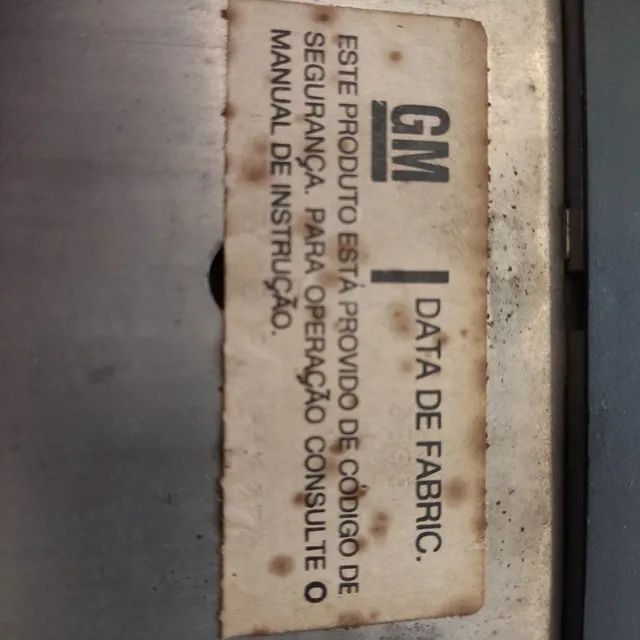 GM
DATA DE FABRIC.
ESTE PRODUTO ESTÁ PROVIDO DE CÓDIGO DE
SEGURANÇA. PARA OPERAÇÃO CONSULTE O
MANUAL DE INSTRUÇÃO.